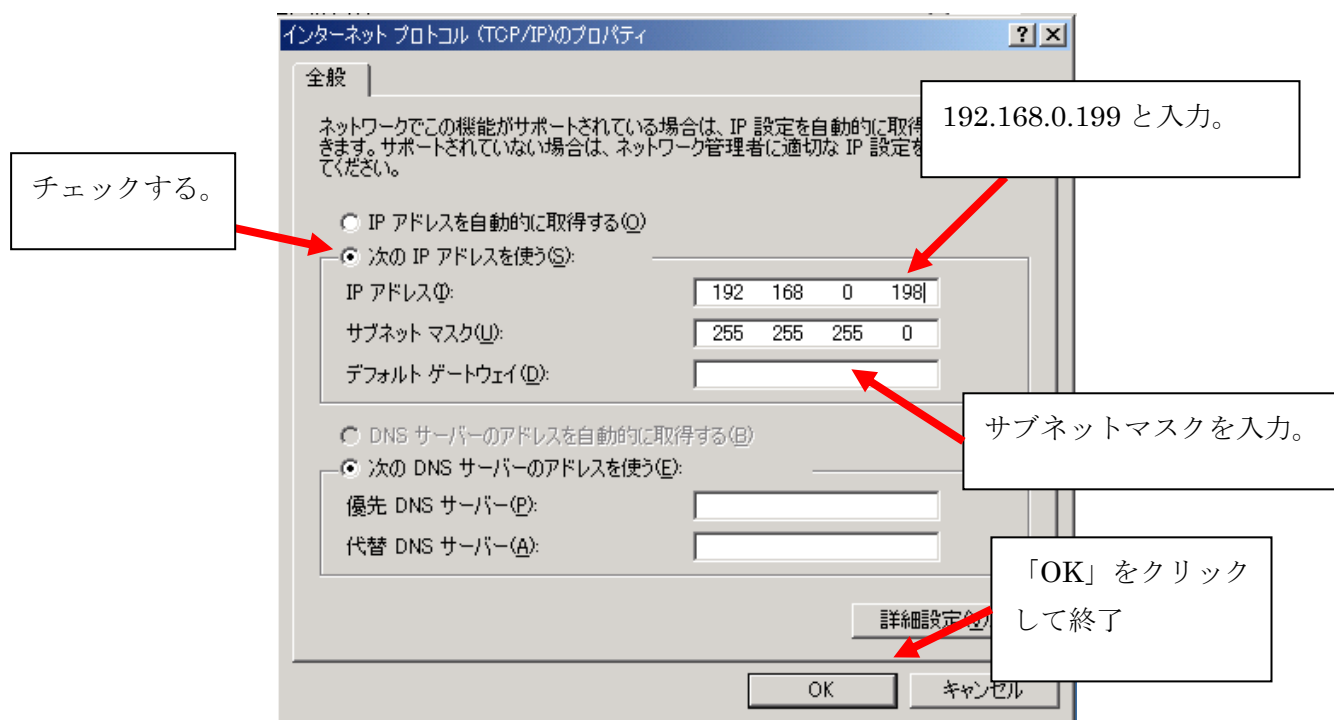 インターネット プロトコル (TCP/IP)のプロパティ
全般
192.168.0.199 と入力。
ネットワークでこの機能がサポートされている場合は、IP 設定を自動的に取得
きます。サポートされていない場合は、ネットワーク管理者に適切な IP 設定を
てください。
チェックする。
IP アドレスを自動的に取得する(O)
次の IP アドレスを使う(S):
IP アドレス(I): 192 168 0 198
サブネット マスク(U): 255 255 255 0
デフォルト ゲートウェイ(D):
サブネットマスクを入力。
DNS サーバーのアドレスを自動的に取得する(B)
次の DNS サーバーのアドレスを使う(E):
優先 DNS サーバー(P):
代替 DNS サーバー(A):
「OK」をクリック
して終了
詳細設定(V)
OK キャンセル